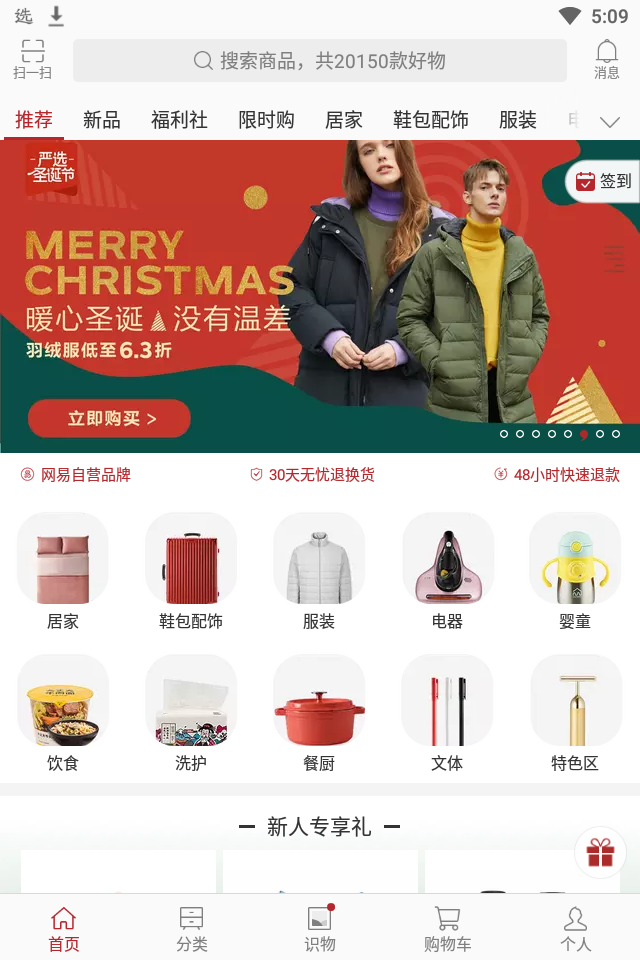 选
5:09
扫一扫
搜索商品，共20150款好物
消息
推荐 新品 福利社 限时购 居家 鞋包配饰 服装
严选
圣诞节
签到
MERRY
CHRISTMAS
暖心圣诞 没有温差
羽绒服低至6.3折
立即购买 >
网易自营品牌 30天无忧退换货 48小时快速退款
居家 鞋包配饰 服装 电器 婴童
饮食 洗护 餐厨 文体 特色区
新人专享礼
首页 分类 识物 购物车 个人